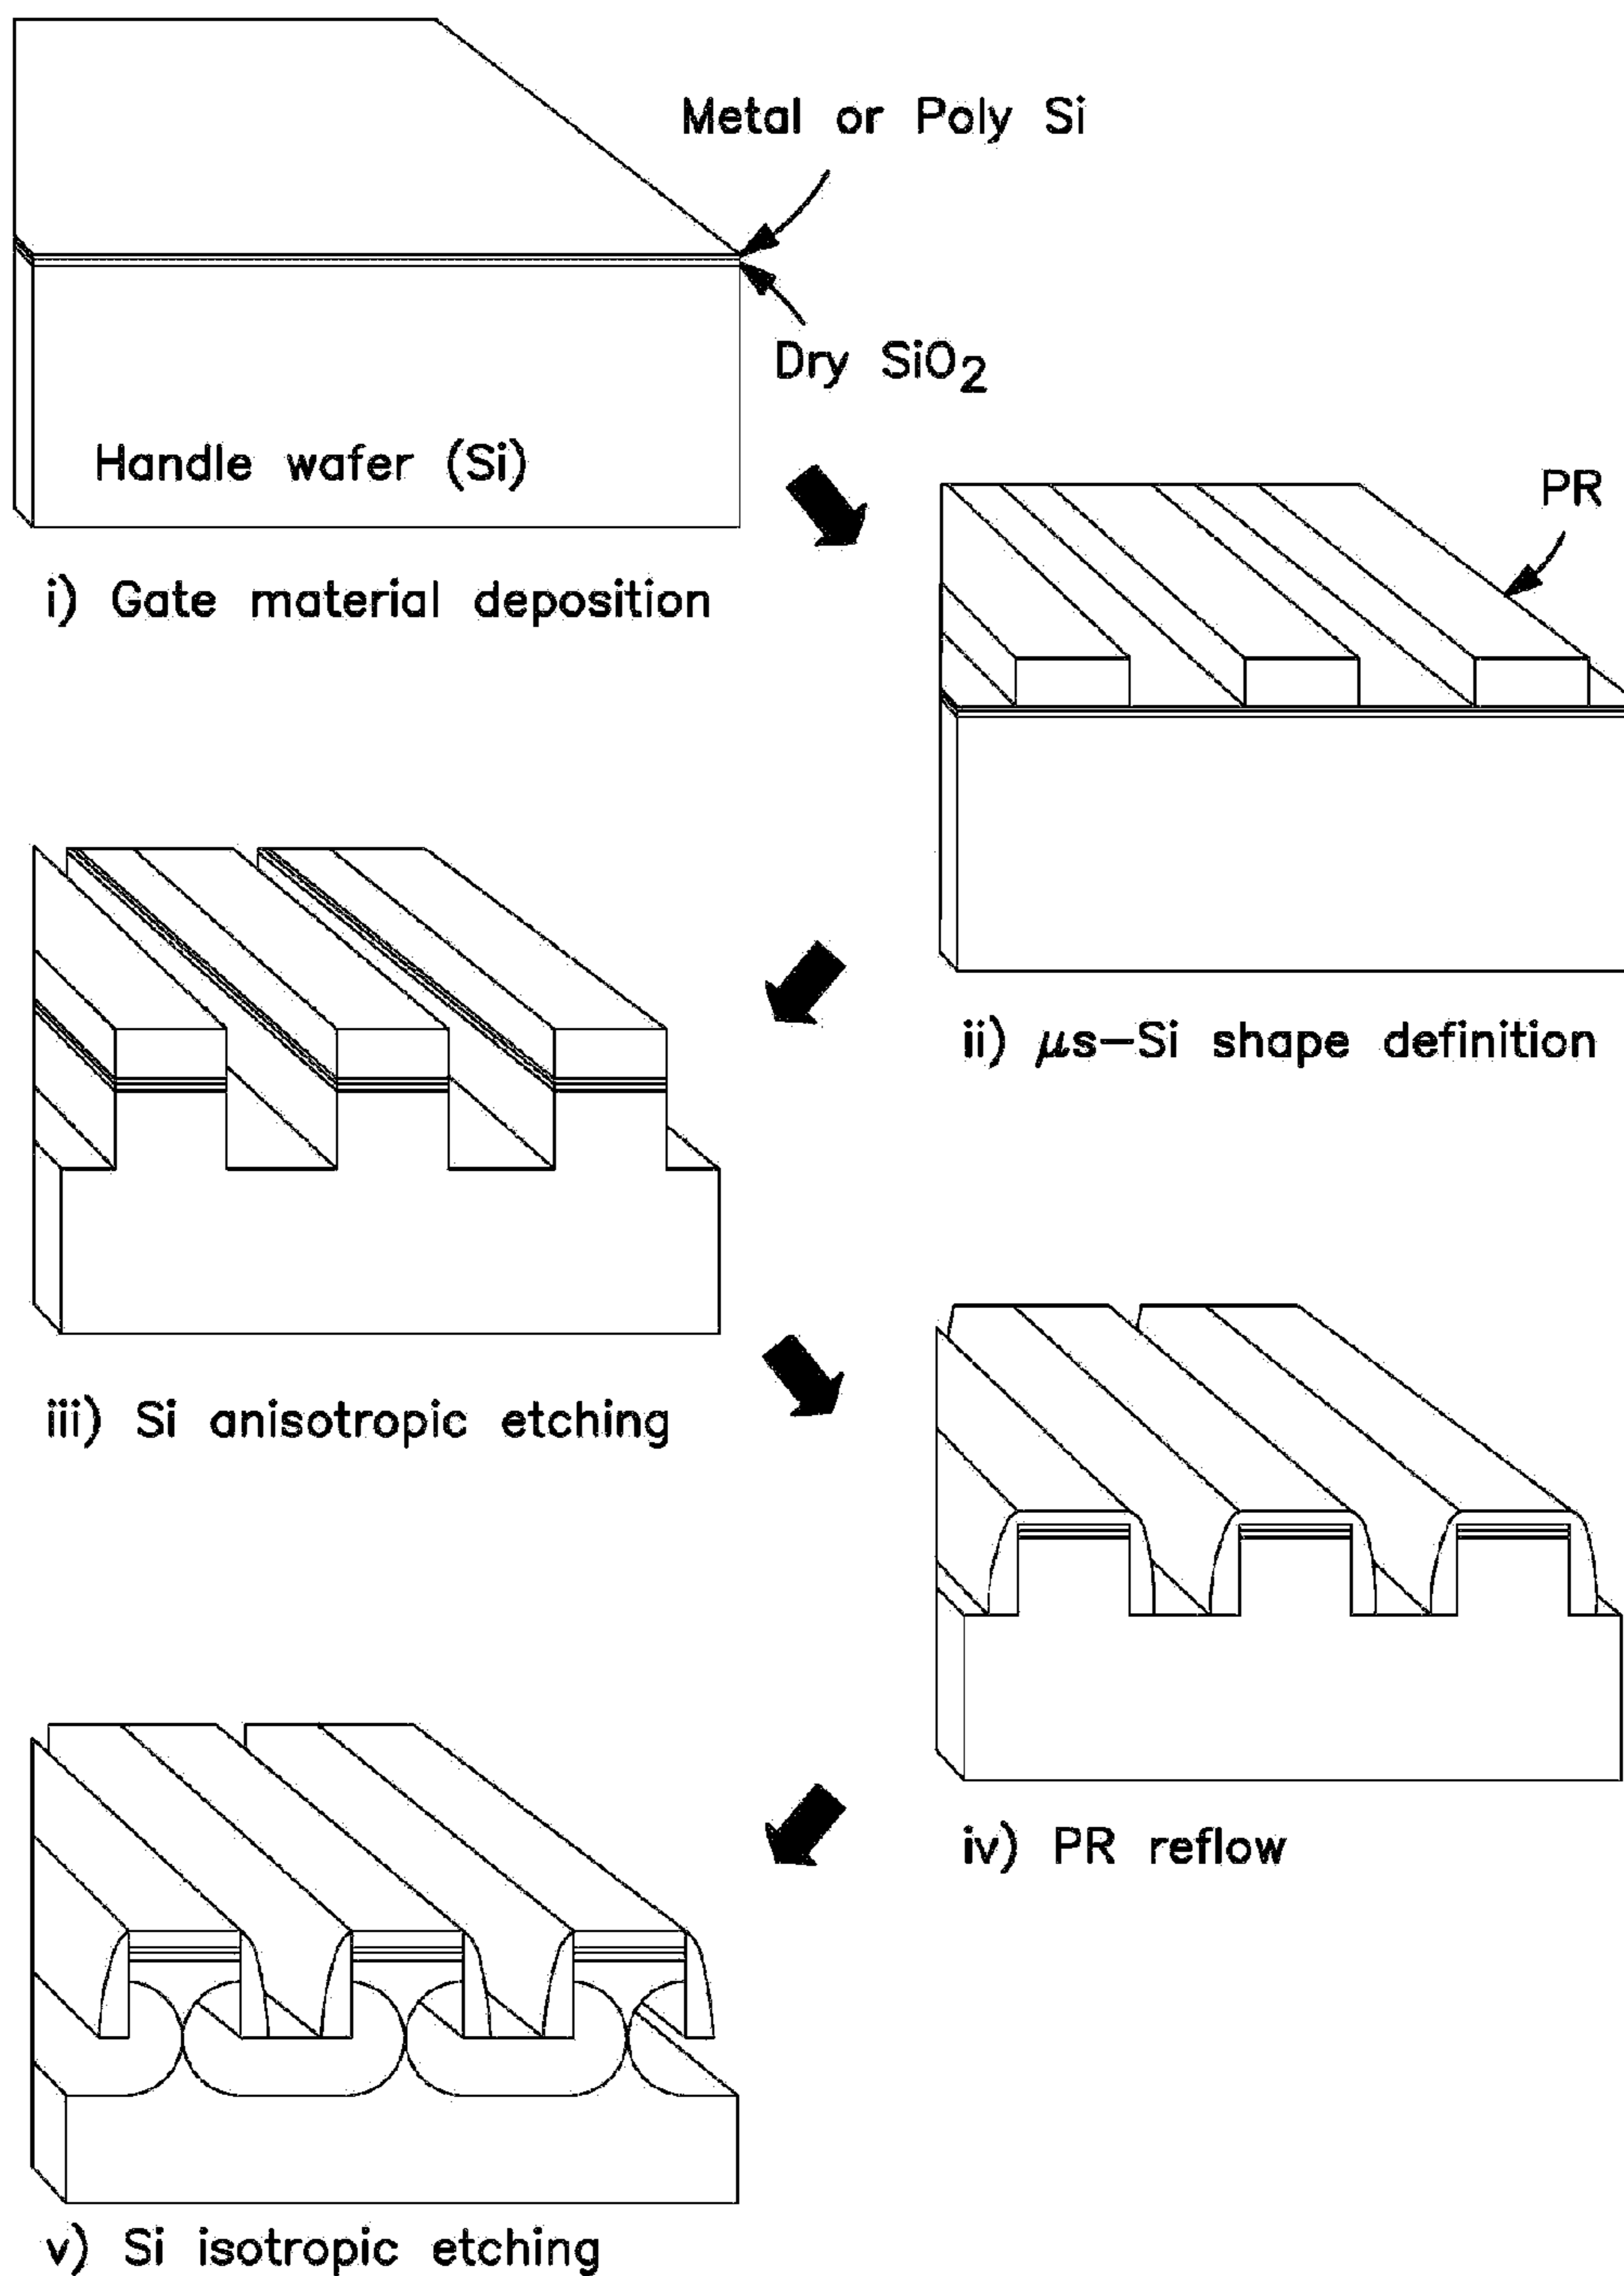 Metal or Poly Si
Dry SiO₂
Handle wafer (Si)
i) Gate material deposition
PR
ii) μs-Si shape definition
iii) Si anisotropic etching
iv) PR reflow
v) Si isotropic etching